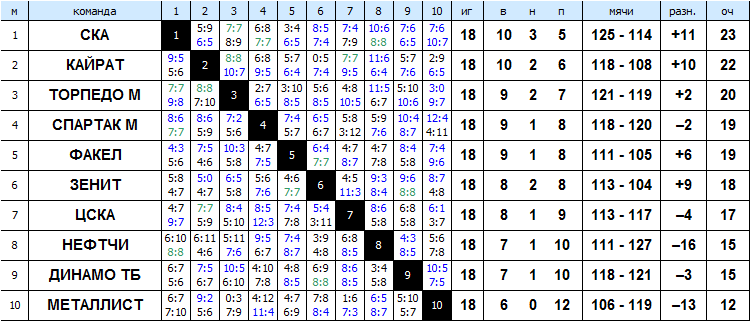 м команда 1 2 3 4 5 6 7 8 9 10 иг в н п мячи разн. оч
1 СКА 1 5:9 7:7 6:8 3:4 8:5 7:4 10:6 7:6 7:6 18 10 3 5 125 - 114 +11 23
6:5 8:9 7:7 6:5 7:4 7:9 8:8 6:5 10:7
2 КАЙРАТ 9:5 2 8:8 6:8 5:7 0:5 7:7 11:6 5:7 2:9 18 10 2 6 118 - 108 +10 22
5:6 10:7 9:5 6:4 7:4 9:5 6:4 7:6 6:5
3 ТОРПЕДО М 7:7 8:8 3 2:7 3:10 5:6 4:8 11:5 5:10 3:0 18 9 2 7 121 - 119 +2 20
9:8 7:10 6:5 8:5 8:5 10:5 6:7 10:6 9:7
4 СПАРТАК М 8:6 8:6 7:2 4 7:4 6:5 5:8 5:9 10:4 12:4 18 9 1 8 118 - 120 –2 19
7:7 5:9 5:6 5:7 6:7 3:12 7:6 8:7 4:11
5 ФАКЕЛ 4:3 7:5 10:3 4:7 5 6:4 4:5 4:7 8:4 7:4 18 9 1 8 111 - 105 +6 19
5:6 4:6 5:8 7:5 7:7 8:7 7:8 5:8 9:6
6 ЗЕНИТ 5:8 5:0 6:5 5:6 4:6 6 4:5 9:3 9:6 8:7 18 8 2 8 113 - 104 +9 18
4:7 4:7 5:8 7:6 7:7 11:3 8:4 8:8 4:8
7 ЦСКА 4:7 7:7 8:4 8:5 5:4 5:4 7 8:6 6:8 6:1 18 8 1 9 113 - 117 –4 17
9:7 5:9 5:10 12:3 7:8 3:11 5:8 5:8 3:7
8 НЕФТЧИ 6:10 6:11 5:11 9:5 7:4 3:9 6:8 8 4:3 5:6 18 7 1 10 111 - 127 –16 15
8:8 4:6 7:6 6:7 8:7 4:8 8:5 8:5 7:8
9 ДИНАМО ТБ 6:7 7:5 10:5 4:10 4:8 6:9 8:6 3:4 9 10:5 18 7 1 10 118 - 121 –3 15
5:6 6:7 6:10 7:8 8:5 8:8 8:5 5:8 7:5
10 МЕТАЛЛИСТ 6:7 9:2 0:3 4:12 4:7 7:8 1:6 6:5 5:10 10 18 6 0 12 106 - 119 –13 12
7:10 5:6 7:9 11:4 6:9 8:4 7:3 8:7 5:7